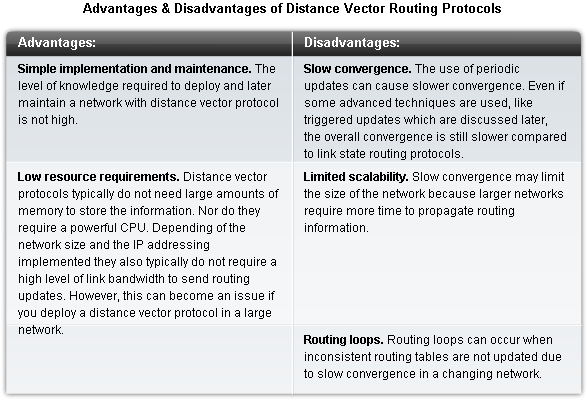 Advantages & Disadvantages of Distance Vector Routing Protocols
Advantages:
Disadvantages:
Simple implementation and maintenance. The
level of knowledge required to deploy and later
maintain a network with distance vector protocol
is not high.
Slow convergence. The use of periodic
updates can cause slower convergence. Even if
some advanced techniques are used, like
triggered updates which are discussed later,
the overall convergence is still slower compared
to link state routing protocols.
Low resource requirements. Distance vector
protocols typically do not need large amounts of
memory to store the information. Nor do they
require a powerful CPU. Depending of the
network size and the IP addressing
implemented they also typically do not require a
high level of link bandwidth to send routing
updates. However, this can become an issue if
you deploy a distance vector protocol in a large
network.
Limited scalability. Slow convergence may limit
the size of the network because larger networks
require more time to propagate routing
information.
Routing loops. Routing loops can occur when
inconsistent routing tables are not updated due
to slow convergence in a changing network.